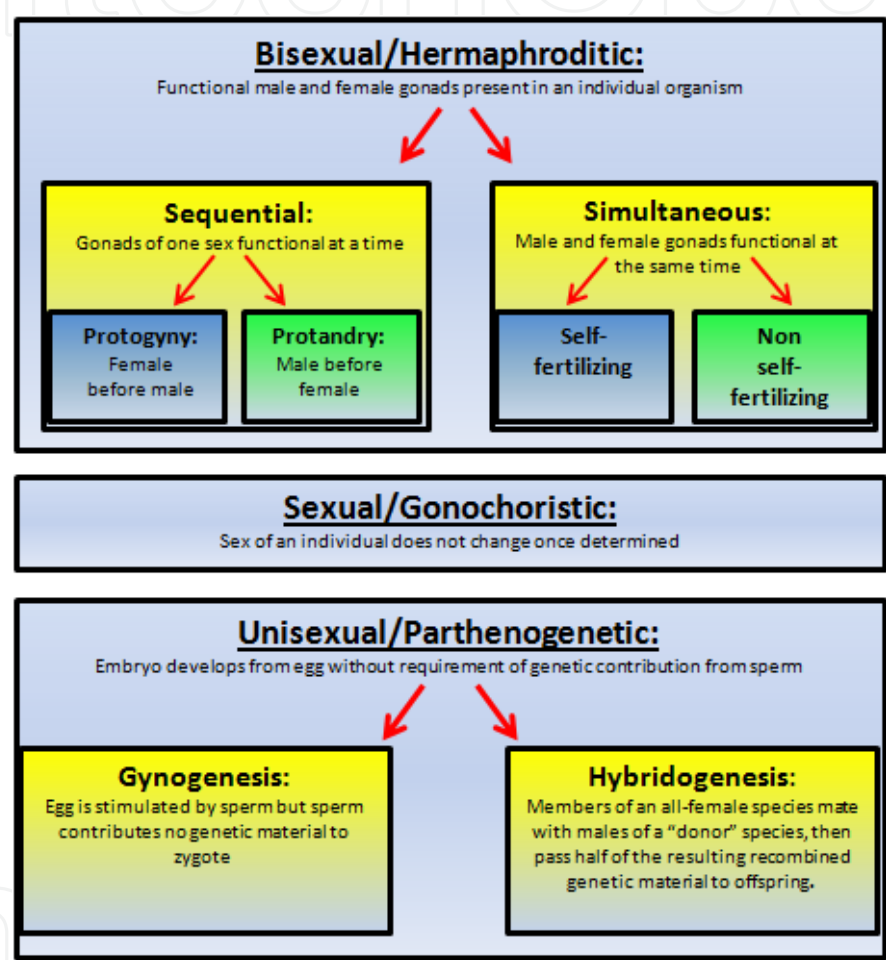 Bisexual/Hermaphroditic:
Functional male and female gonads present in an individual organism
Sequential:
Gonads of one sex functional at a time
Protogyny:
Female
before male
Protandry:
Male before
female
Simultaneous:
Male and female gonads functional at
the same time
Self-
fertilizing
Non
self-
fertilizing
Sexual/Gonochoristic:
Sex of an individual does not change once determined
Unisexual/Parthenogenetic:
Embryo develops from egg without requirement of genetic contribution from sperm
Gynogenesis:
Egg is stimulated by sperm but sperm
contributes no genetic material to
zygote
Hybridogenesis:
Members of an all-female species mate
with males of a “donor” species, then
pass half of the resulting recombined
genetic material to offspring.